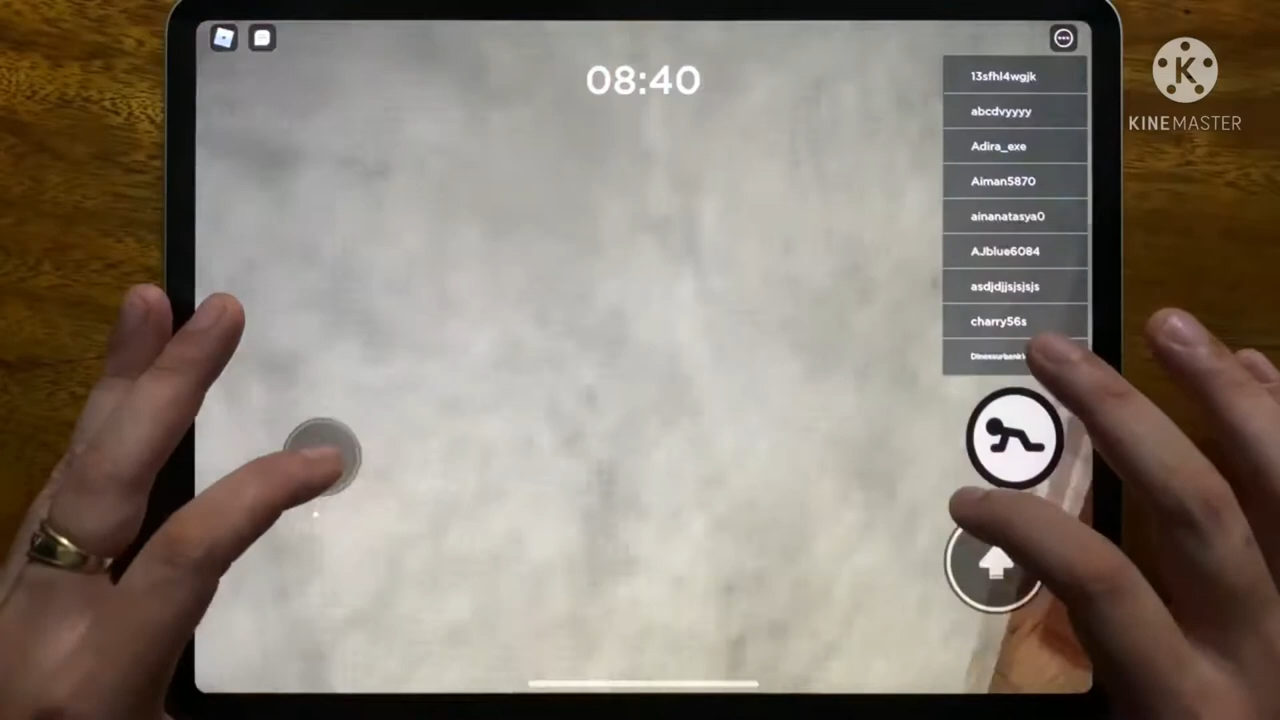 08:40
13sfhl4wgjk
abcdvyyyy
Adira_exe
Aiman5870
ainanatasya0
AJblue6084
asdjdjjsjsjsjs
charry56s
K
KINEMASTER